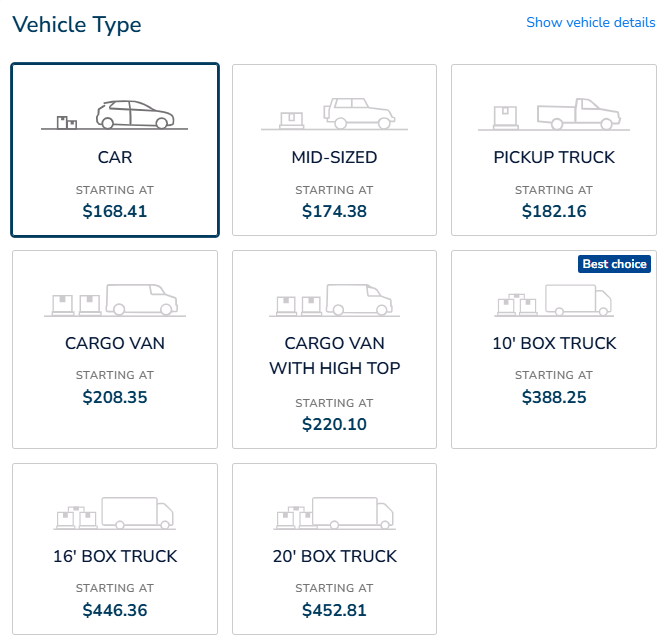 Vehicle Type
Show vehicle details
CAR
STARTING AT
$168.41
MID-SIZED
STARTING AT
$174.38
PICKUP TRUCK
STARTING AT
$182.16
CARGO VAN
STARTING AT
$208.35
CARGO VAN
WITH HIGH TOP
STARTING AT
$220.10
Best choice
10' BOX TRUCK
STARTING AT
$388.25
16' BOX TRUCK
STARTING AT
$446.36
20' BOX TRUCK
STARTING AT
$452.81